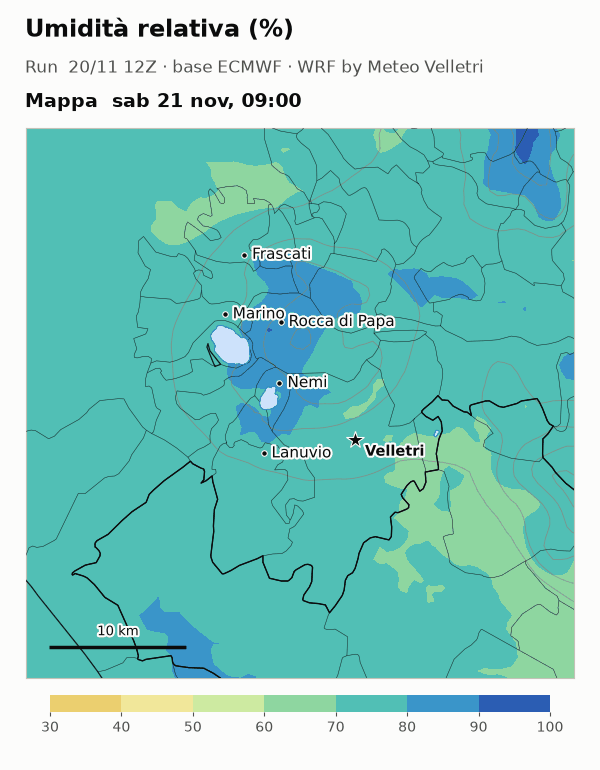 Umidità relativa (%)
Run  20/11 12Z · base ECMWF · WRF by Meteo Velletri
Mappa  sab 21 nov, 09:00
Frascati
Marino
Rocca di Papa
Nemi
Velletri
Lanuvio
10 km
30 40 50 60 70 80 90 100